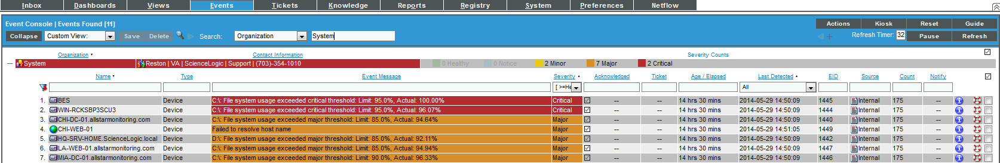 Inbox Dashboards Views Events Tickets Knowledge Reports Registry System Preferences Netflow
Event Console | Events Found [11] Actions Kiosk Reset Guide
Collapse Custom View: Save Delete Search: Organization System Refresh Timer: 32 Pause Refresh
Organization Contact Information Severity Counts
System Reston | VA | ScienceLogic | Support | (703)-354-1010 0 Healthy 0 Notice 2 Minor 7 Major 2 Critical
Name Type Event Message Severity Acknowledged Ticket Age / Elapsed Last Detected EID Source Count Notify
[ >=He All
1. BES Device C:\: File system usage exceeded critical threshold: Limit: 95.0%, Actual: 100.00% Critical -- -- 14 hrs 30 mins 2014-05-29 14:50:09 1445 Internal 175 --
2. WIN-RCKSBP3SCU3 Device C:\: File system usage exceeded critical threshold: Limit: 95.0%, Actual: 96.07% Critical -- -- 14 hrs 30 mins 2014-05-29 14:50:09 1444 Internal 175 --
3. CHI-DC-01.allstarmonitoring.com Device C:\: File system usage exceeded major threshold: Limit: 85.0%, Actual: 94.64% Major -- -- 14 hrs 30 mins 2014-05-29 14:50:09 1440 Internal 175 --
4. CHI-WEB-01 Device Failed to resolve host name Major -- -- 14 hrs 30 mins 2014-05-29 14:51:05 1449 Internal 175 --
5. HQ-SRV-HOME.ScienceLogic.local Device D:\: File system usage exceeded major threshold: Limit: 85.0%, Actual: 92.11% Major -- -- 14 hrs 30 mins 2014-05-29 14:50:09 1442 Internal 175 --
6. LA-WEB-01.allstarmonitoring.com Device C:\: File system usage exceeded major threshold: Limit: 85.0%, Actual: 94.94% Major -- -- 14 hrs 30 mins 2014-05-29 14:50:09 1447 Internal 175 --
7. MIA-DC-01.allstarmonitoring.com Device C:\: File system usage exceeded major threshold: Limit: 90.0%, Actual: 96.33% Major -- -- 14 hrs 30 mins 2014-05-29 14:50:09 1446 Internal 175 --